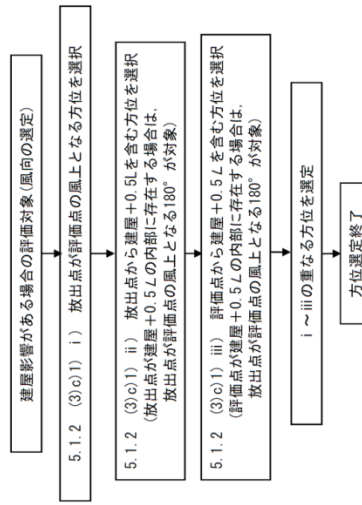 建屋影響がある場合の評価対象(風向の選定)
5.1.2 (3)c)1) ⅰ) 放出点が評価点の風上となる方位を選択
5.1.2 (3)c)1) ⅱ) 放出点から建屋+0.5Lを含む方位を選択
(放出点が建屋+0.5Lの内部に存在する場合は,
放出点が評価点の風上となる180°が対象)
5.1.2 (3)c)1) ⅲ) 評価点から建屋+0.5Lを含む方位を選択
(評価点が建屋+0.5Lの内部に存在する場合は,
放出点が評価点の風上となる180°が対象)
ⅰ~ⅲの重なる方位を選定
方位選定終了